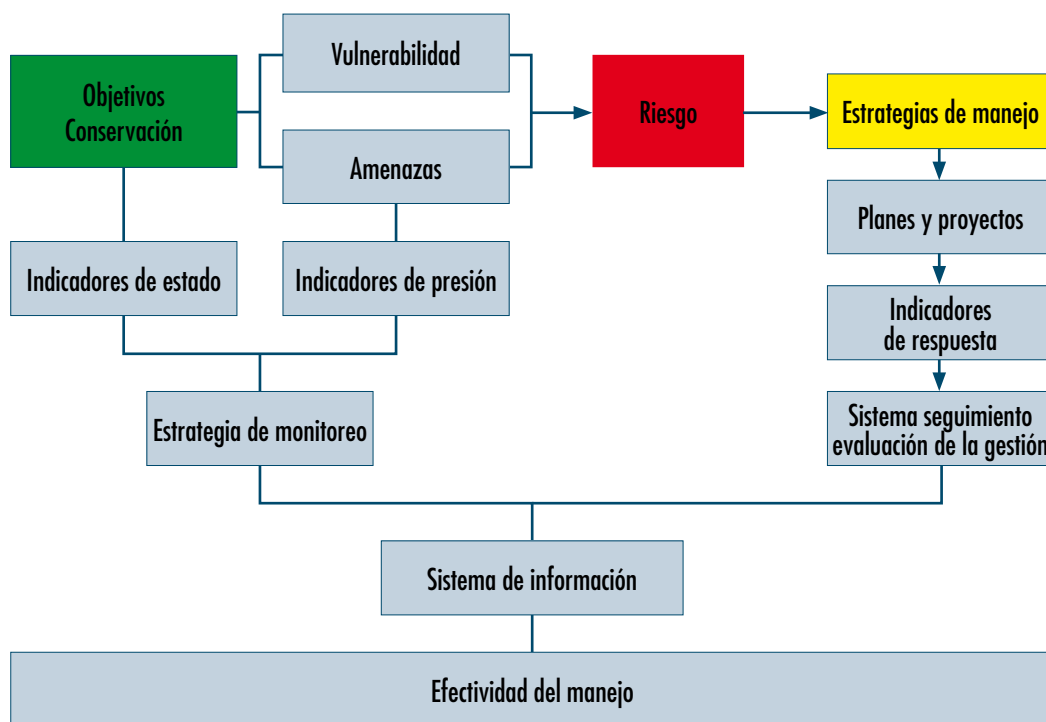 Objetivos
Conservación
Vulnerabilidad
Amenazas
Riesgo
Estrategias de manejo
Planes y proyectos
Indicadores de estado
Indicadores de presión
Indicadores
de respuesta
Estrategia de monitoreo
Sistema seguimiento
evaluación de la gestión
Sistema de información
Efectividad del manejo